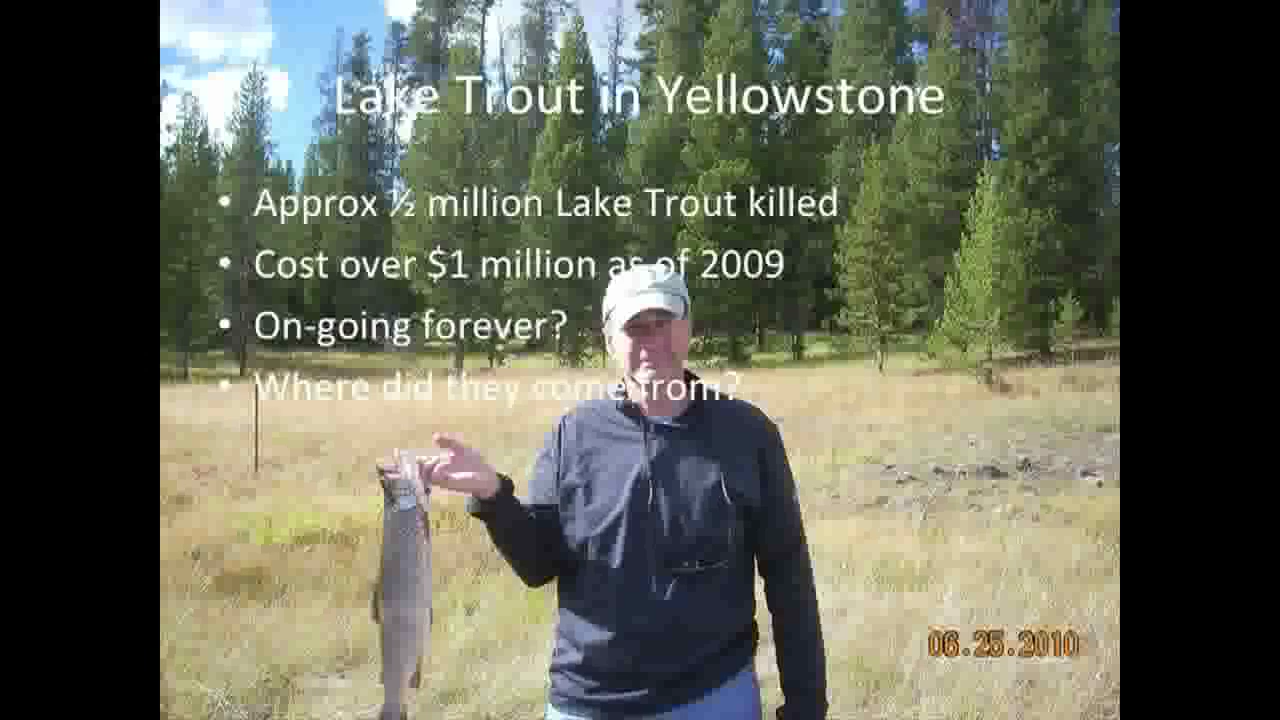 Lake Trout in Yellowstone
• Approx ½ million Lake Trout killed
• Cost over $1 million as of 2009
• On-going forever?
• Where did they come from?
06.25.2010